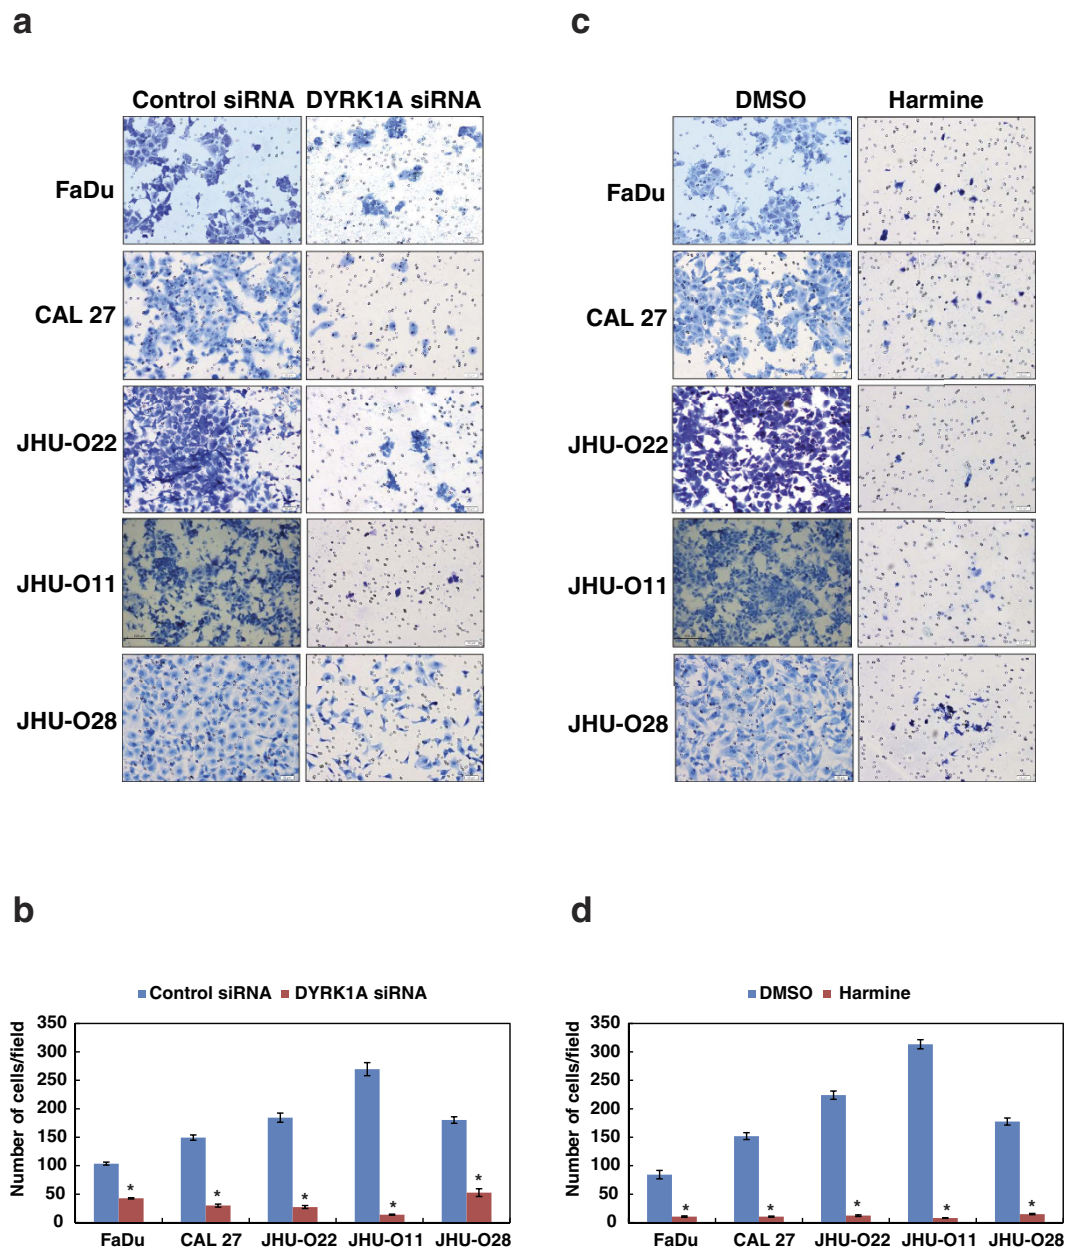 a
Control siRNA DYRK1A siRNA
FaDu
CAL 27
JHU-O22
JHU-O11
JHU-O28
b
Control siRNA DYRK1A siRNA
Number of cells/field
350
300
250
200
150
100
50
0
* * * * *
FaDu CAL 27 JHU-O22 JHU-O11 JHU-O28
c
DMSO Harmine
FaDu
CAL 27
JHU-O22
JHU-O11
JHU-O28
d
DMSO Harmine
Number of cells/field
350
300
250
200
150
100
50
0
* * * * *
FaDu CAL 27 JHU-O22 JHU-O11 JHU-O28